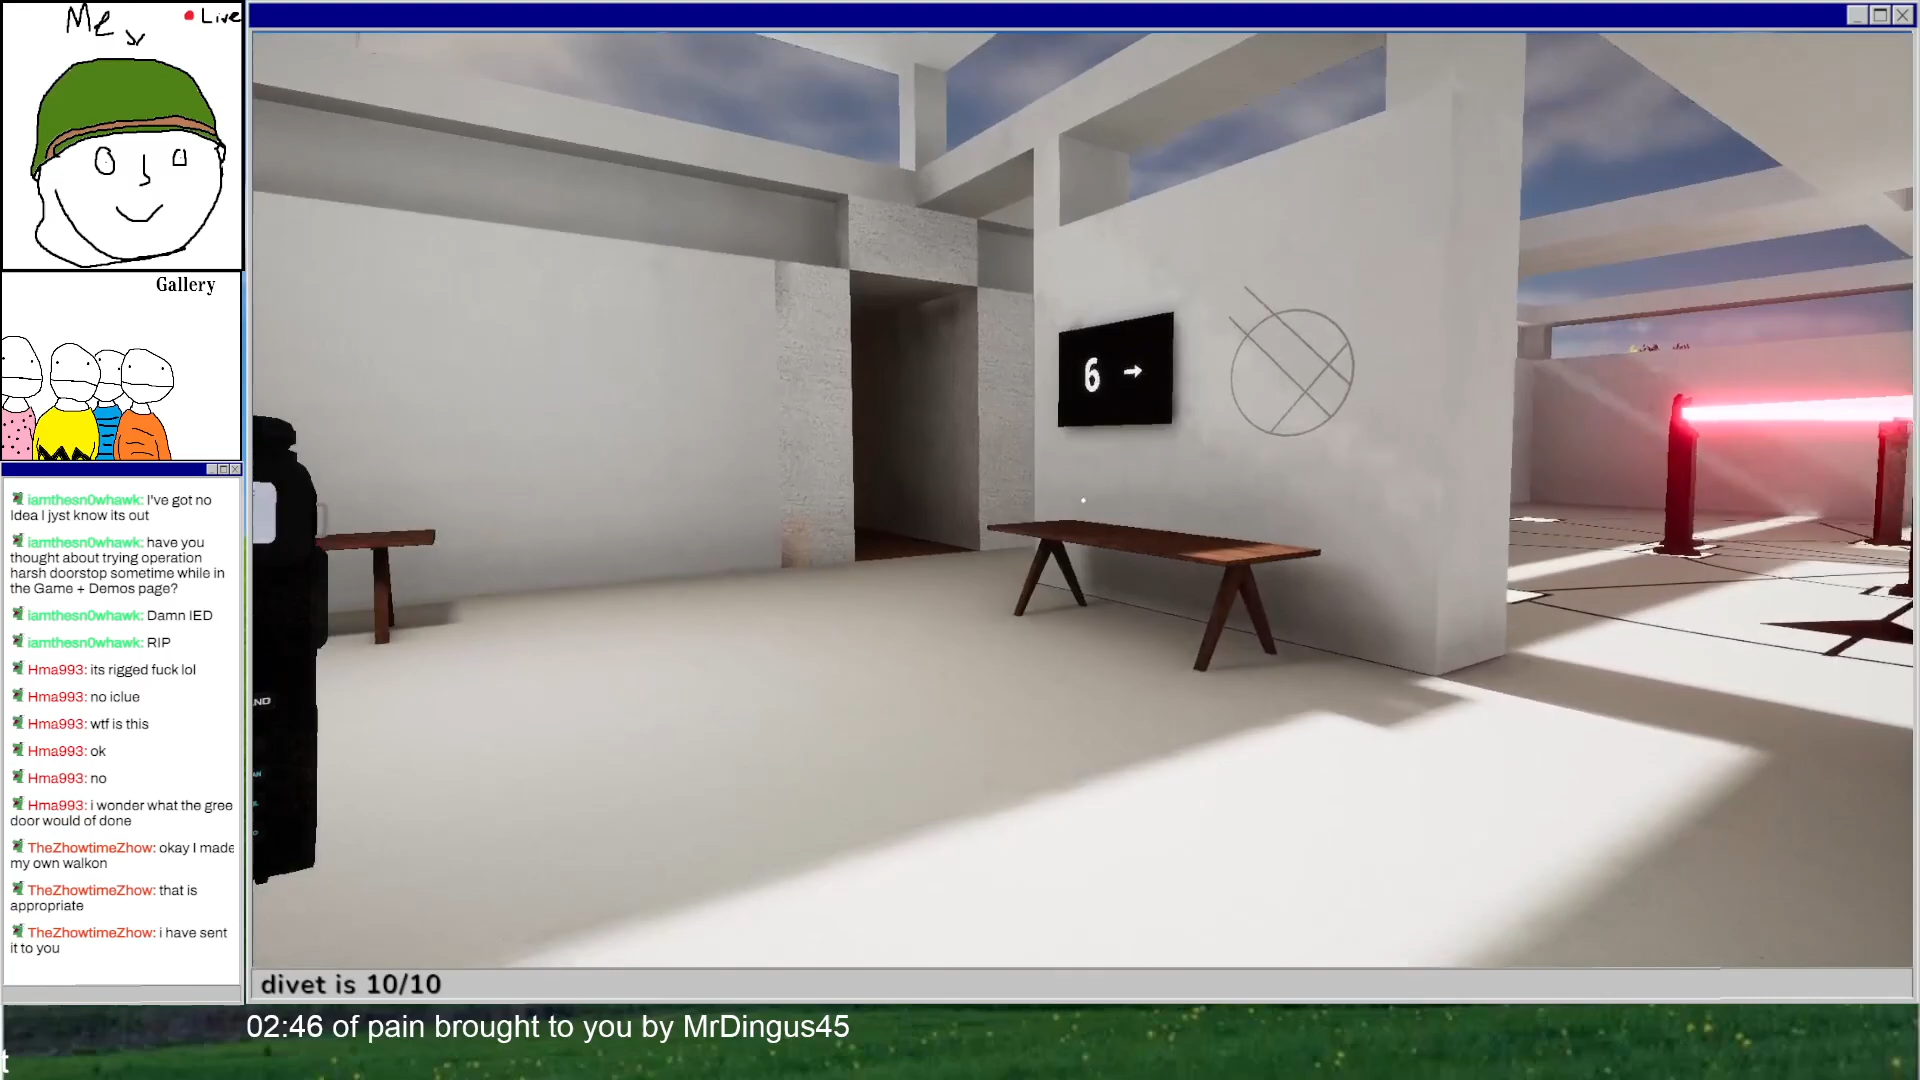 Me
Live
Gallery
iamthesn0whawk: I've got no
Idea I jyst know its out
iamthesn0whawk: have you
thought about trying operation
harsh doorstop sometime while in
the Game + Demos page?
iamthesn0whawk: Damn IED
iamthesn0whawk: RIP
Hma993: its rigged fuck lol
Hma993: no iclue
Hma993: wtf is this
Hma993: ok
Hma993: no
Hma993: i wonder what the gree
door would of done
TheZhowtimeZhow: okay I made
my own walkon
TheZhowtimeZhow: that is
appropriate
TheZhowtimeZhow: i have sent
it to you
6 →
divet is 10/10
02:46 of pain brought to you by MrDingus45
t